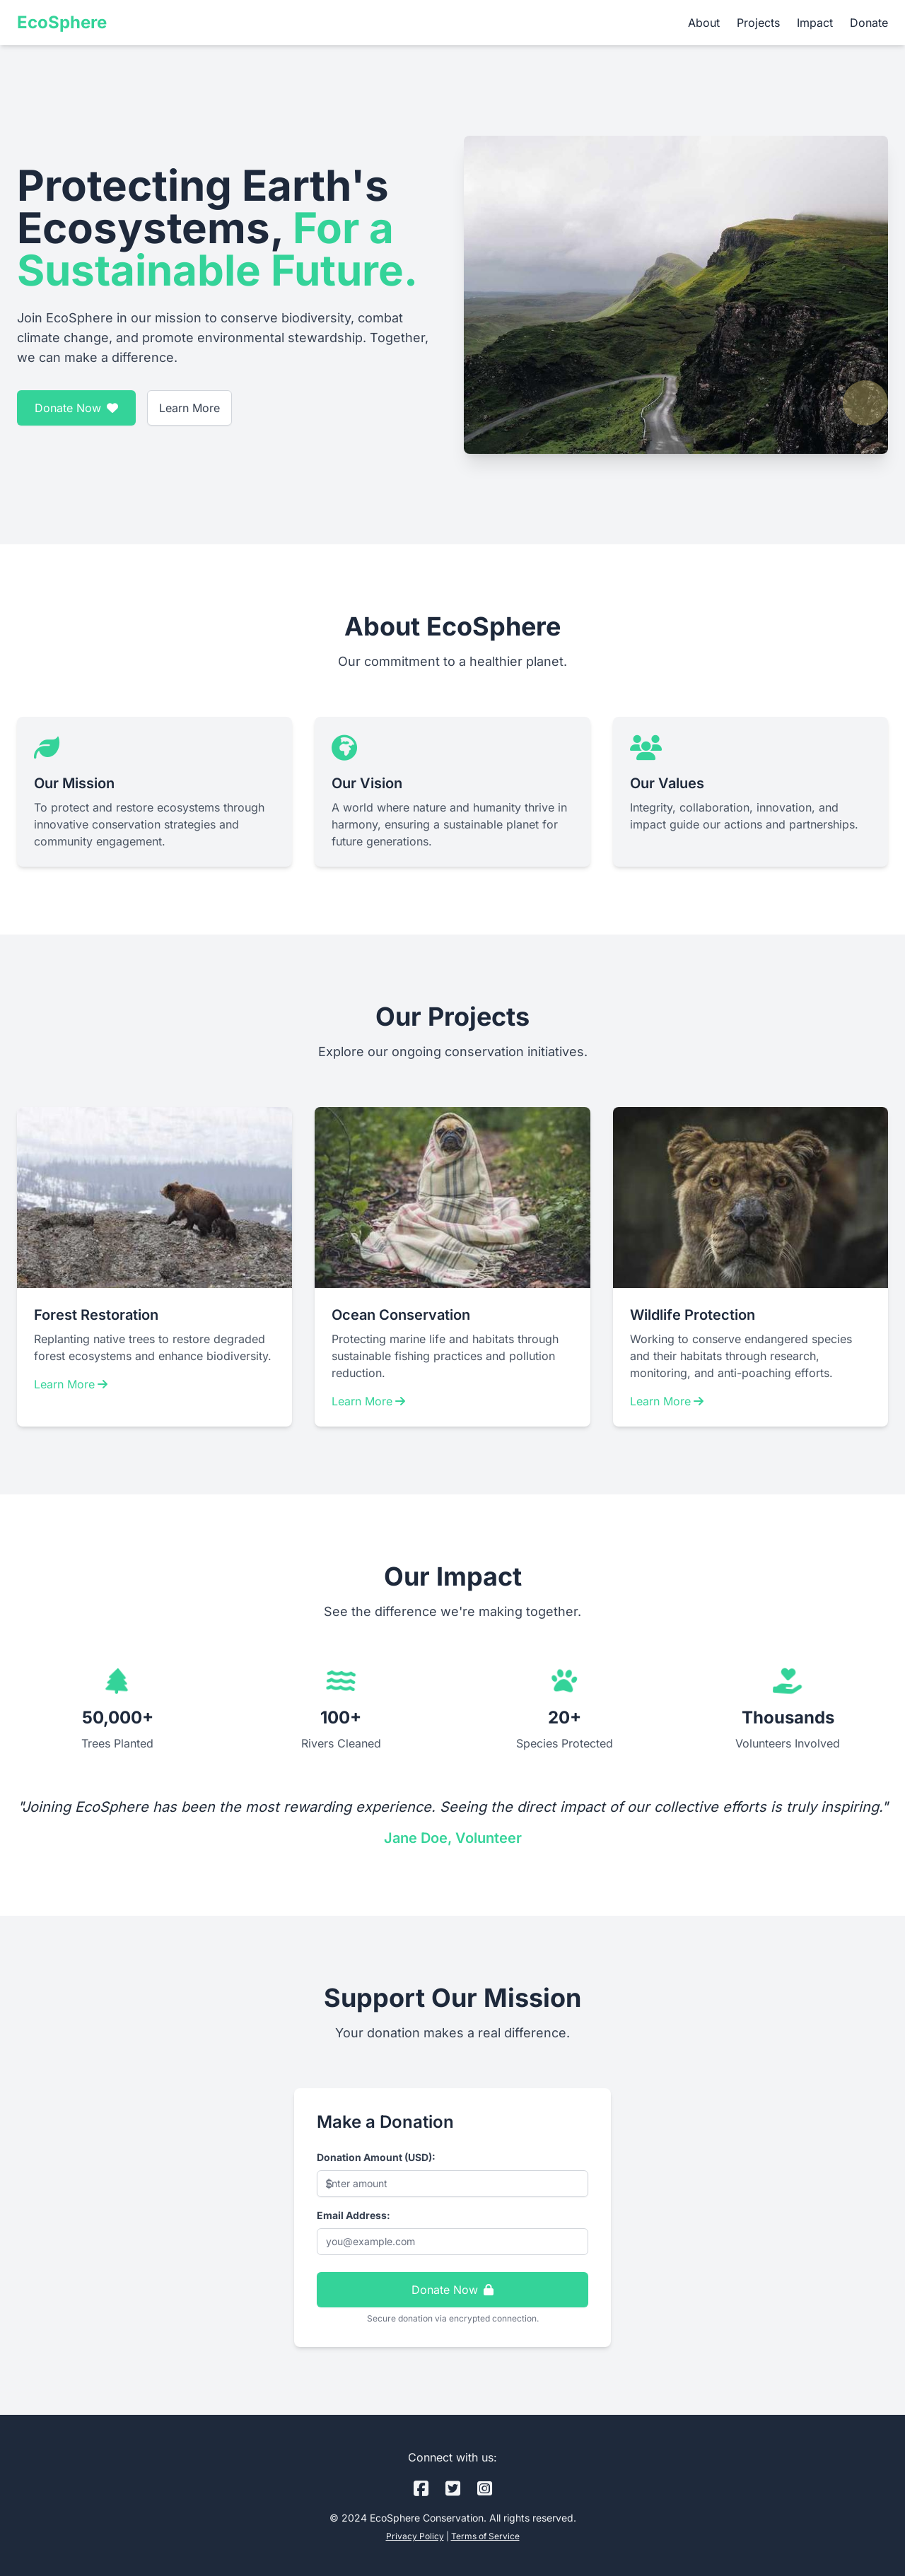 EcoSphere
About Projects Impact Donate
Protecting Earth's
Ecosystems, For a
Sustainable Future.
Join EcoSphere in our mission to conserve biodiversity, combat
climate change, and promote environmental stewardship. Together,
we can make a difference.
Donate Now
Learn More
About EcoSphere
Our commitment to a healthier planet.
Our Mission
To protect and restore ecosystems through
innovative conservation strategies and
community engagement.
Our Vision
A world where nature and humanity thrive in
harmony, ensuring a sustainable planet for
future generations.
Our Values
Integrity, collaboration, innovation, and
impact guide our actions and partnerships.
Our Projects
Explore our ongoing conservation initiatives.
Forest Restoration
Replanting native trees to restore degraded
forest ecosystems and enhance biodiversity.
Learn More
Ocean Conservation
Protecting marine life and habitats through
sustainable fishing practices and pollution
reduction.
Learn More
Wildlife Protection
Working to conserve endangered species
and their habitats through research,
monitoring, and anti-poaching efforts.
Learn More
Our Impact
See the difference we're making together.
50,000+
Trees Planted
100+
Rivers Cleaned
20+
Species Protected
Thousands
Volunteers Involved
"Joining EcoSphere has been the most rewarding experience. Seeing the direct impact of our collective efforts is truly inspiring."
Jane Doe, Volunteer
Support Our Mission
Your donation makes a real difference.
Make a Donation
Donation Amount (USD):
$ Enter amount
Email Address:
you@example.com
Donate Now
Secure donation via encrypted connection.
Connect with us:
© 2024 EcoSphere Conservation. All rights reserved.
Privacy Policy | Terms of Service